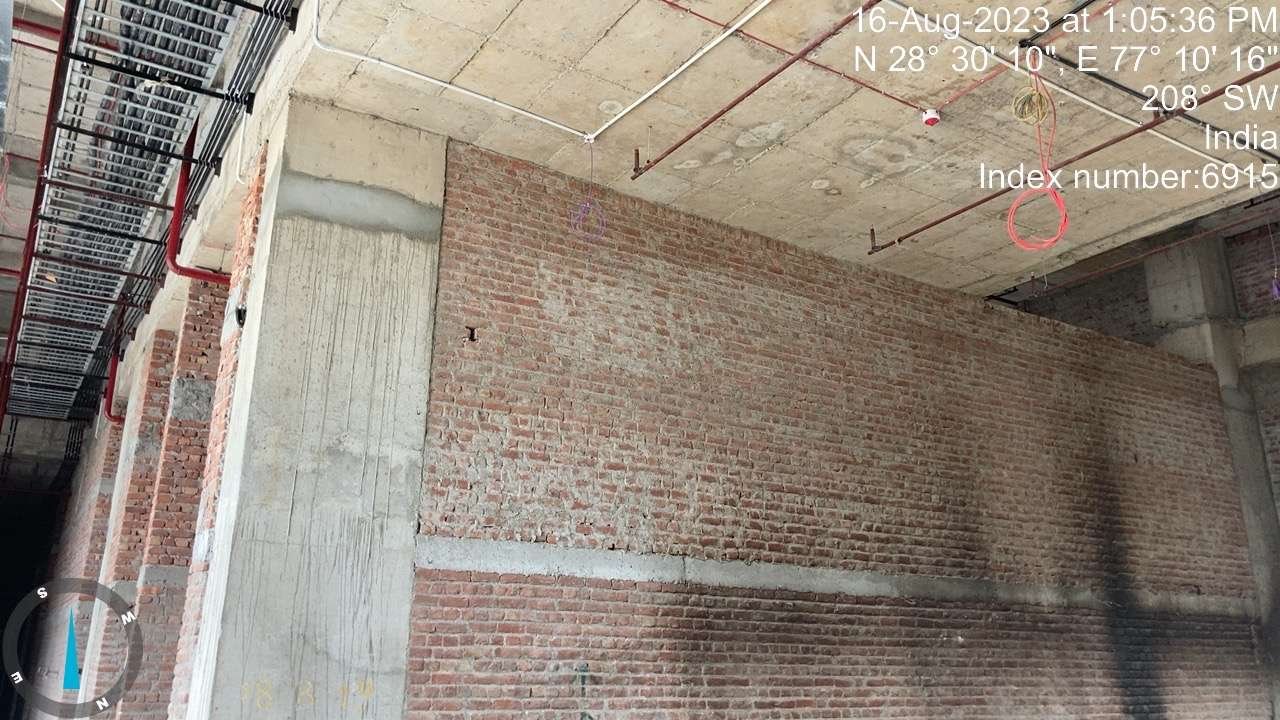 16-Aug-2023 at 1:05:36 PM
N 28° 30' 10", E 77° 10' 16"
208° SW
India
Index number:6915
S
W
E
N